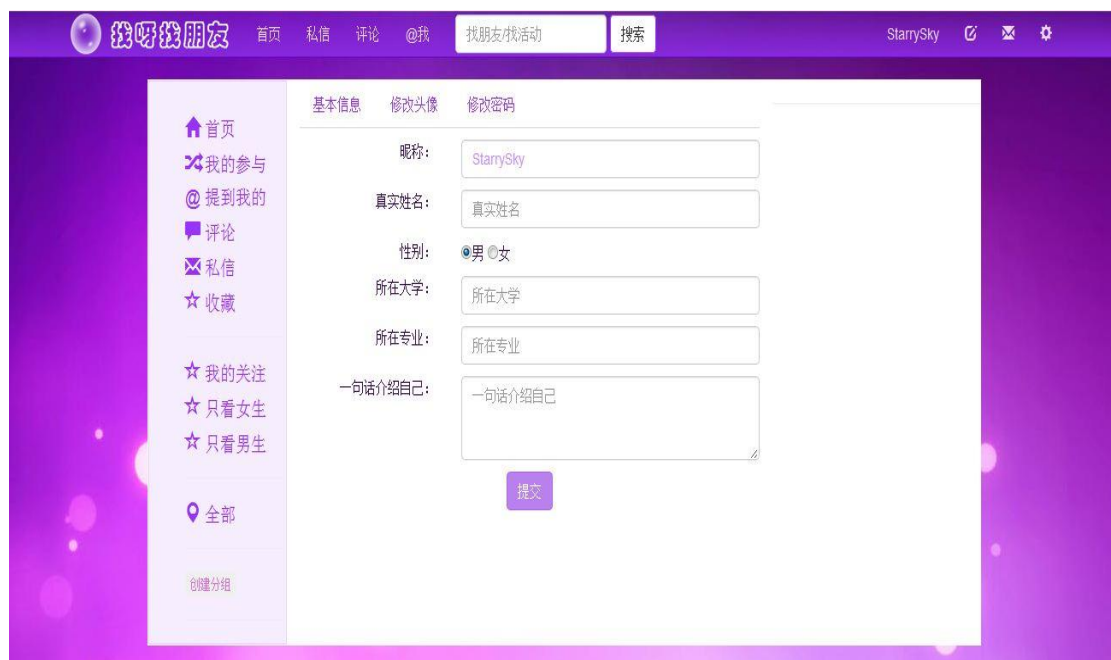 找呀找朋友 首页 私信 评论 @我 找朋友/找活动 搜索 StarrySky
首页
我的参与
@ 提到我的
评论
私信
收藏
我的关注
只看女生
只看男生
全部
创建分组
基本信息 修改头像 修改密码
昵称： StarrySky
真实姓名： 真实姓名
性别： 男 女
所在大学： 所在大学
所在专业： 所在专业
一句话介绍自己： 一句话介绍自己
提交